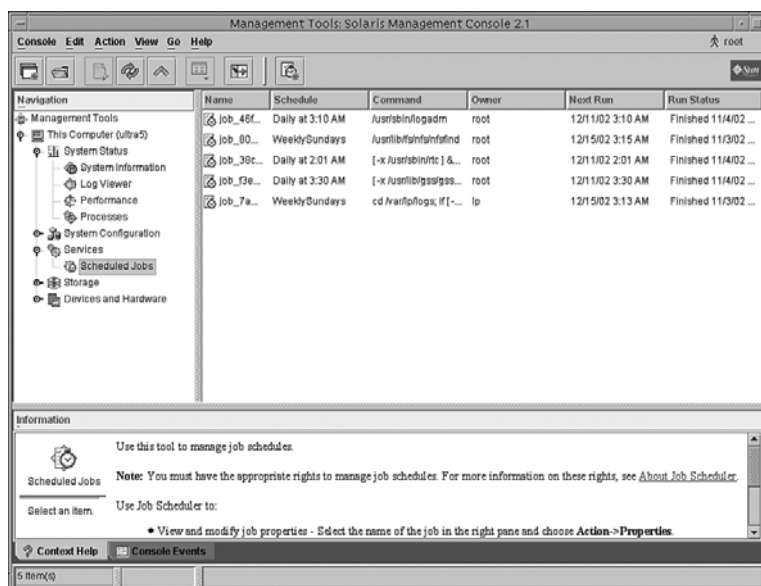 Management Tools: Solaris Management Console 2.1
Console Edit Action View Go Help
root
Sun
Navigation
Management Tools
This Computer (ultra5)
System Status
System Information
Log Viewer
Performance
Processes
System Configuration
Services
Scheduled Jobs
Storage
Devices and Hardware
Name Schedule Command Owner Next Run Run Status
job_46f... Daily at 3:10 AM /usr/sbin/logadm root 12/11/02 3:10 AM Finished 11/4/02 ...
job_80... WeeklySundays /usr/lib/fs/nfs/nfsfind root 12/15/02 3:15 AM Finished 11/3/02 ...
job_38c... Daily at 2:01 AM [ -x /usr/sbin/rtc ] &... root 12/11/02 2:01 AM Finished 11/4/02 ...
job_f3e... Daily at 3:30 AM [ -x /usr/lib/gss/gss... root 12/11/02 3:30 AM Finished 11/4/02 ...
job_7a... WeeklySundays cd /var/lp/logs; if [ -... lp 12/15/02 3:13 AM Finished 11/3/02 ...
Information
Scheduled Jobs
Select an item.
Use this tool to manage job schedules.
Note: You must have the appropriate rights to manage job schedules. For more information on these rights, see About Job Scheduler.
Use Job Scheduler to:
• View and modify job properties - Select the name of the job in the right pane and choose Action->Properties.
Context Help Console Events
5 Item(s)